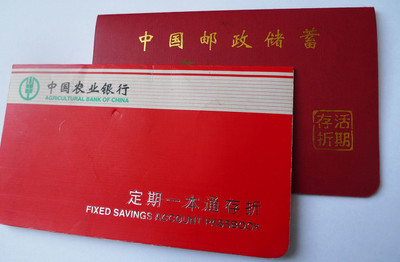 中国邮政储蓄
活期
存折
中国农业银行
AGRICULTURAL BANK OF CHINA
定期一本通存折
FIXED SAVINGS ACCOUNT PASSBOOK